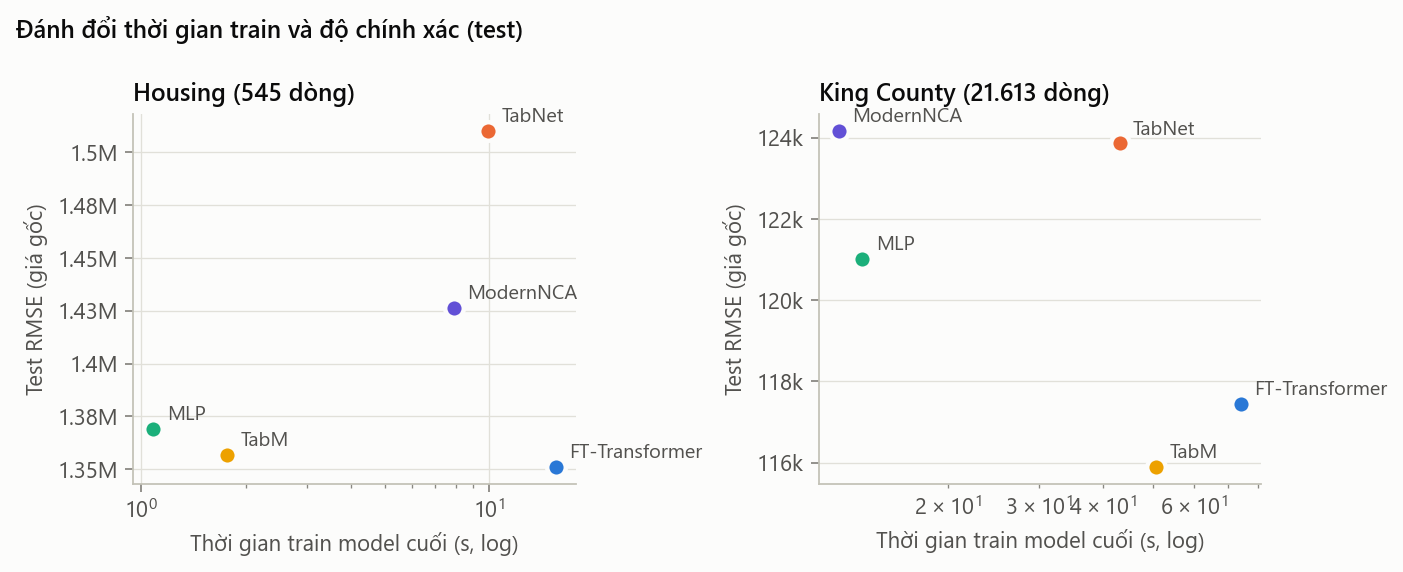 Đánh đổi thời gian train và độ chính xác (test)
Housing (545 dòng)
Test RMSE (giá gốc)
1.5M
1.48M
1.45M
1.43M
1.4M
1.38M
1.35M
TabNet
ModernNCA
MLP
TabM
FT-Transformer
10⁰
10¹
Thời gian train model cuối (s, log)
King County (21.613 dòng)
Test RMSE (giá gốc)
124k
122k
120k
118k
116k
ModernNCA
TabNet
MLP
FT-Transformer
TabM
2 × 10¹
3 × 10¹
4 × 10¹
6 × 10¹
Thời gian train model cuối (s, log)